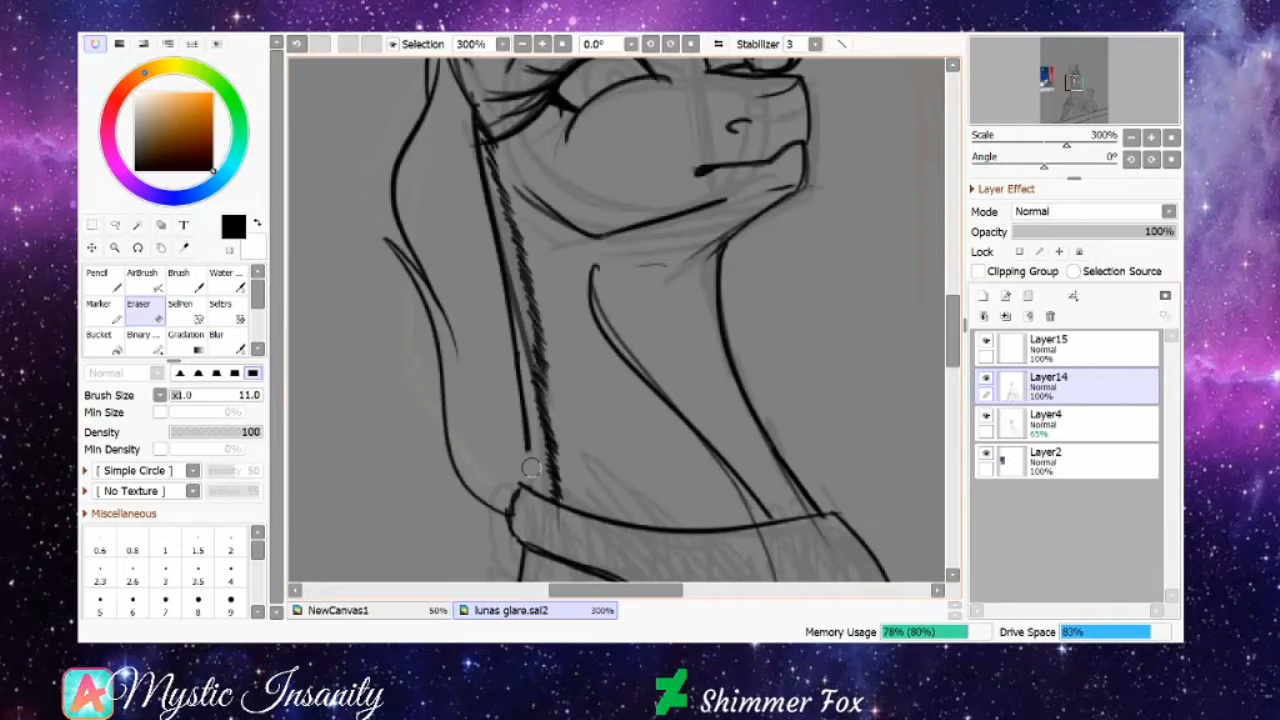 Selection 300% 0.0° Stabilizer 3
Scale 300%
Angle 0°
Layer Effect
Mode Normal
Opacity 100%
Lock
Clipping Group Selection Source
T
Pencil AirBrush Brush Water ...
Marker Eraser SelPen SelErs
Bucket Binary ... Gradation Blur
Normal
Brush Size x1.0 11.0
Min Size 0%
Density 100
Min Density 0%
[ Simple Circle ] 50
[ No Texture ] 95
Miscellaneous
0.6 0.8 1 1.5 2
2.3 2.6 3 3.5 4
5 6 7 8 9
Layer15
Normal
100%
Layer14
Normal
100%
Layer4
Normal
65%
Layer2
Normal
100%
NewCanvas1 50% lunas glare.sai2 300%
Memory Usage 78% (80%) Drive Space 83%
Mystic Insanity Shimmer Fox